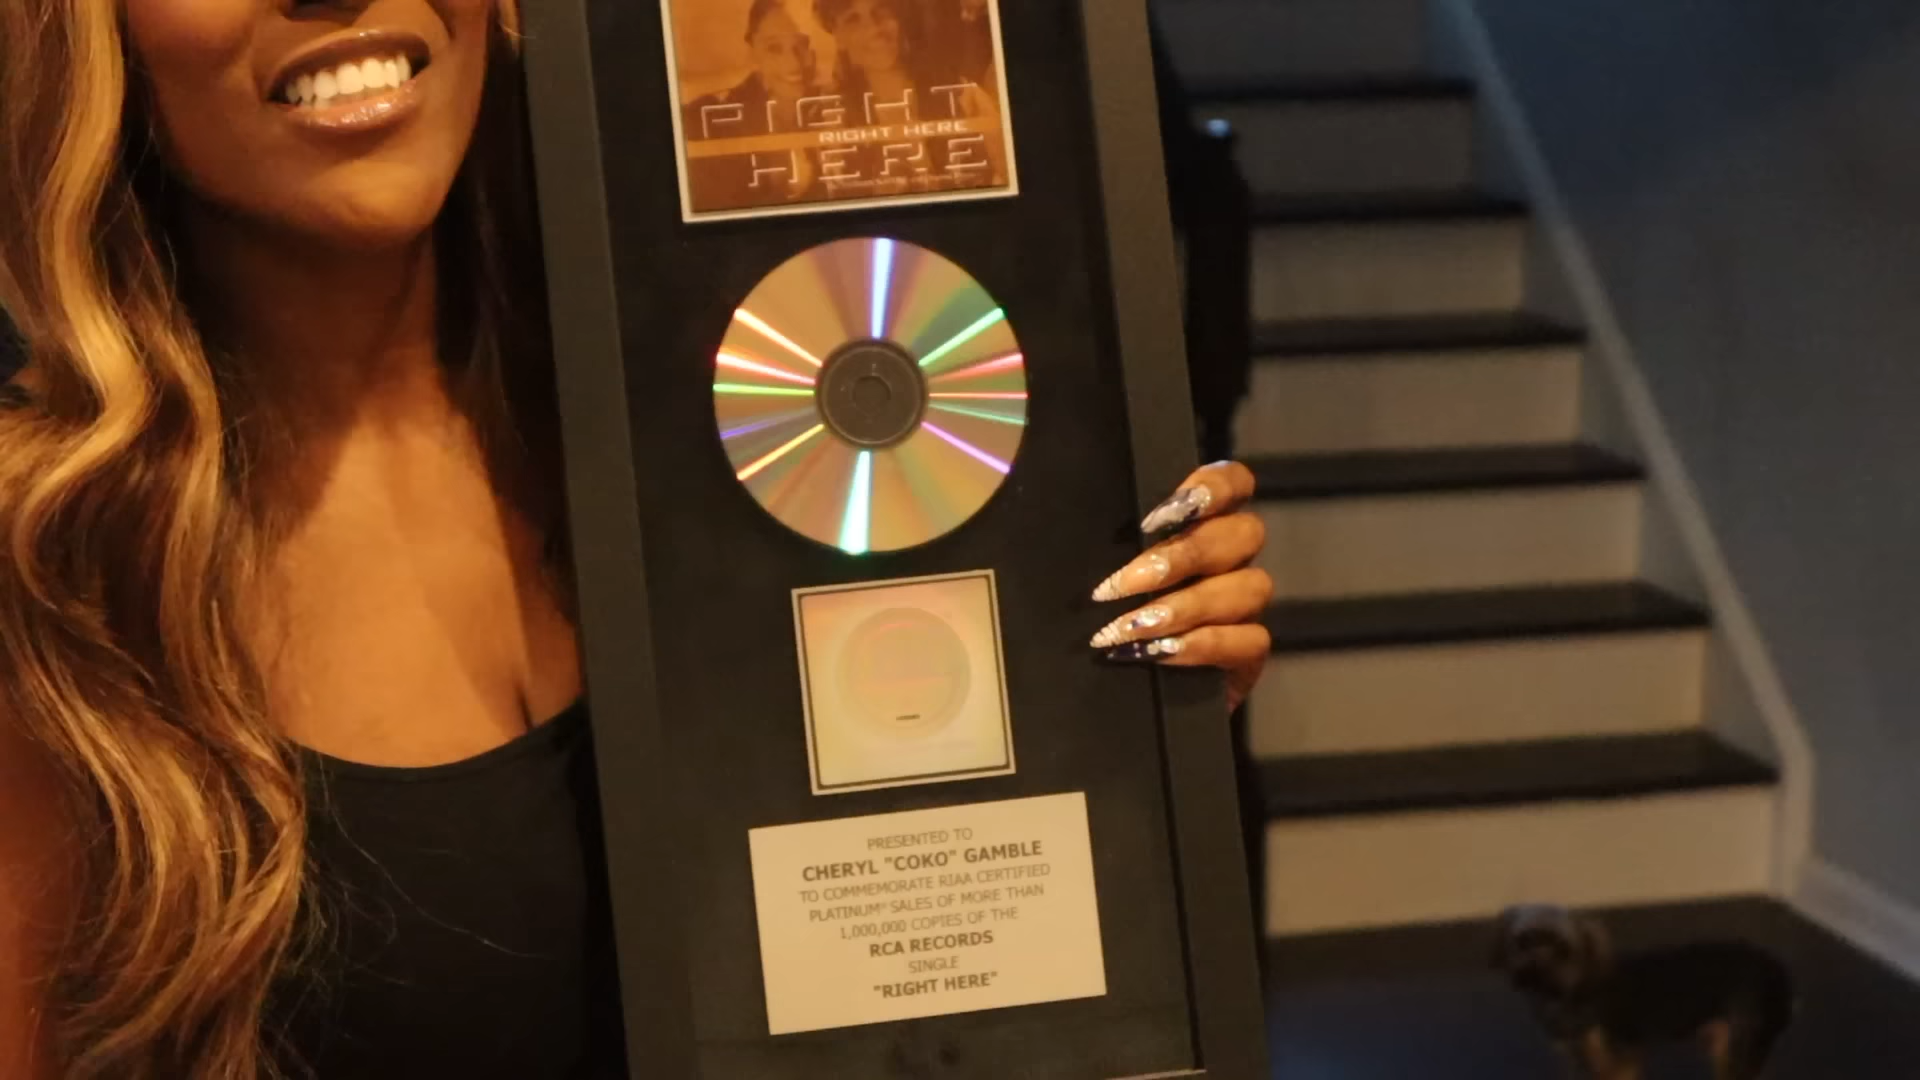 RIGHT
RIGHT HERE
HERE
PRESENTED TO
CHERYL "COKO" GAMBLE
TO COMMEMORATE RIAA CERTIFIED
PLATINUM® SALES OF MORE THAN
1,000,000 COPIES OF THE
RCA RECORDS
SINGLE
"RIGHT HERE"